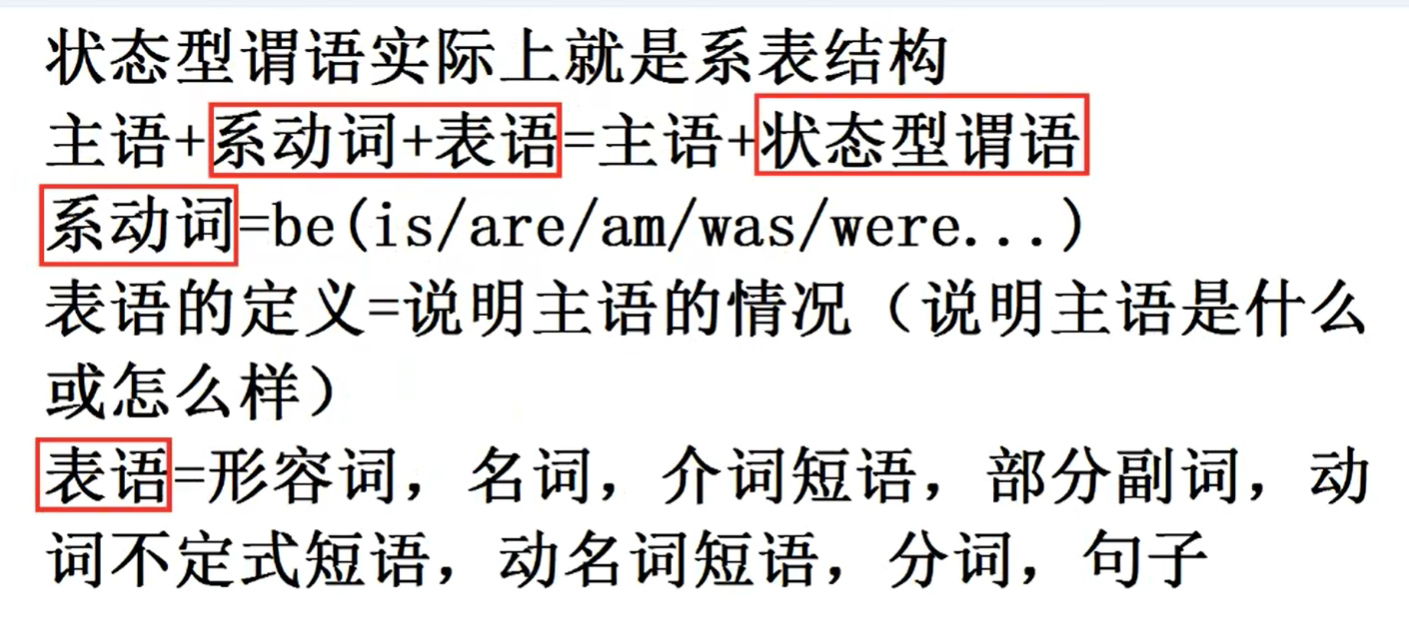 状态型谓语实际上就是系表结构
主语+系动词+表语=主语+状态型谓语
系动词=be(is/are/am/was/were...)
表语的定义=说明主语的情况（说明主语是什么
或怎么样）
表语=形容词，名词，介词短语，部分副词，动
词不定式短语，动名词短语，分词，句子